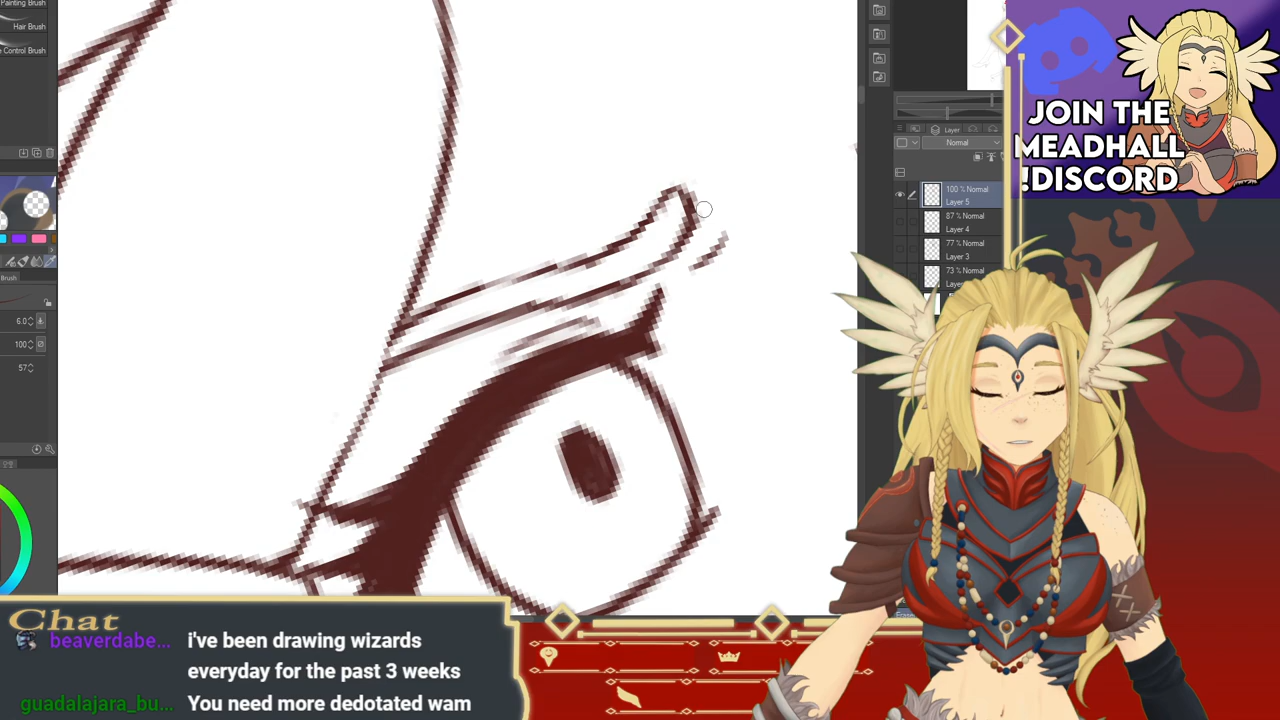 Painting Brush
Hair Brush
e Control Brush
Brush
6.0
100
57
Layer
Normal
100 % Normal
Layer 5
87 % Normal
Layer 4
77 % Normal
Layer 3
73 % Normal
JOIN THE
MEADHALL
!DISCORD
Chat
beaverdabe... i've been drawing wizards
everyday for the past 3 weeks
guadalajara_bu... You need more dedotated wam